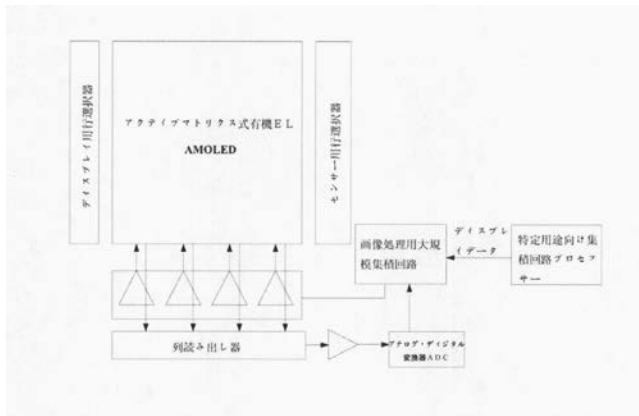 ディスプレイ用行選択器
アクティブマトリクス式有機EL
AMOLED
センサー用行選択器
画像処理用大規
模集積回路
ディスプレ
イデータ
特定用途向け集
積回路プロセッ
サー
列読み出し器
アナログ・ディジタル
変換器ADC